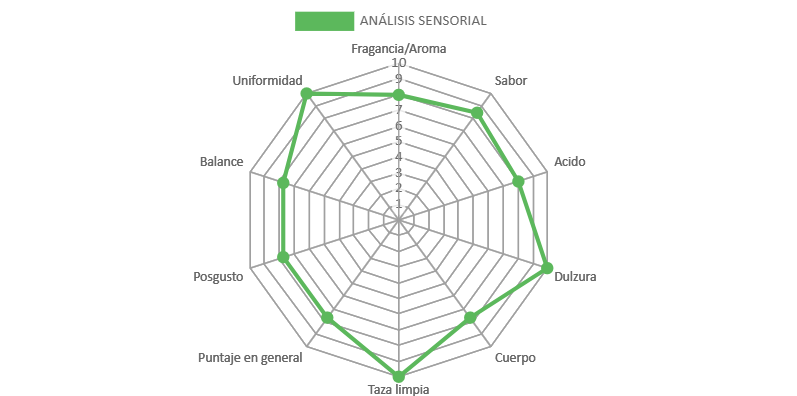 ANÁLISIS SENSORIAL
Fragancia/Aroma
10
9
7
6
5
4
3
2
1
Uniformidad
Sabor
Balance
Acido
Posgusto
Dulzura
Puntaje en general
Cuerpo
Taza limpia